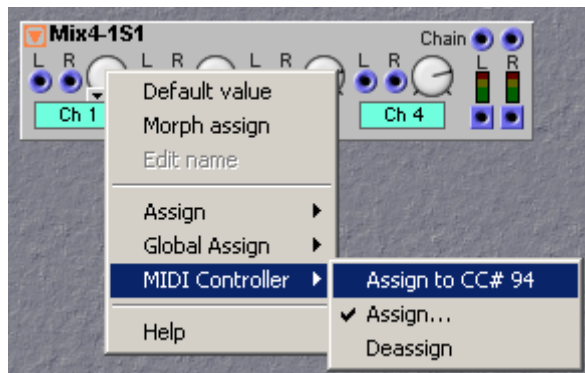 Mix4-1S1
Chain
L R L R L R L R L R
Ch 1
Ch 4
Default value
Morph assign
Edit name
Assign
Global Assign
MIDI Controller
Help
Assign to CC# 94
Assign...
Deassign